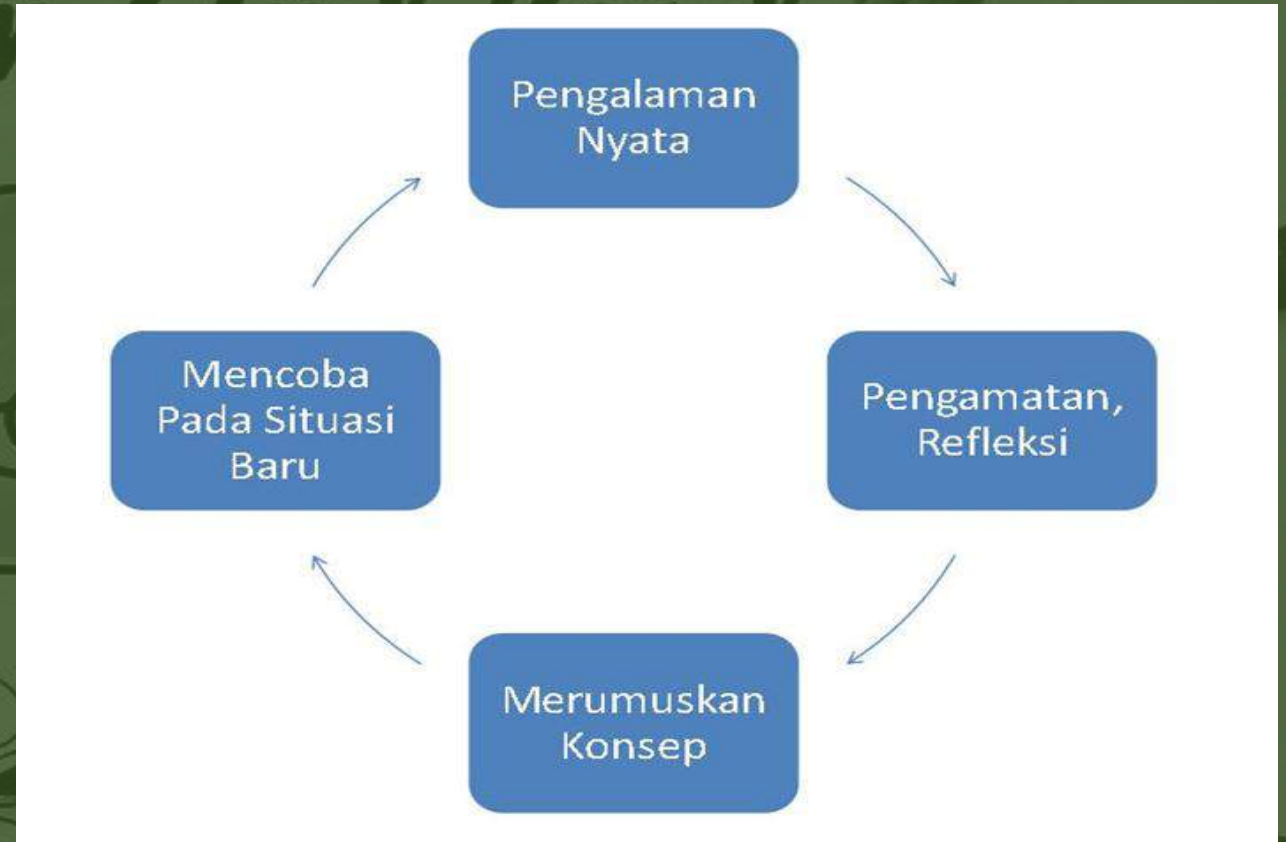 Pengalaman
Nyata
Pengamatan,
Refleksi
Merumuskan
Konsep
Mencoba
Pada Situasi
Baru